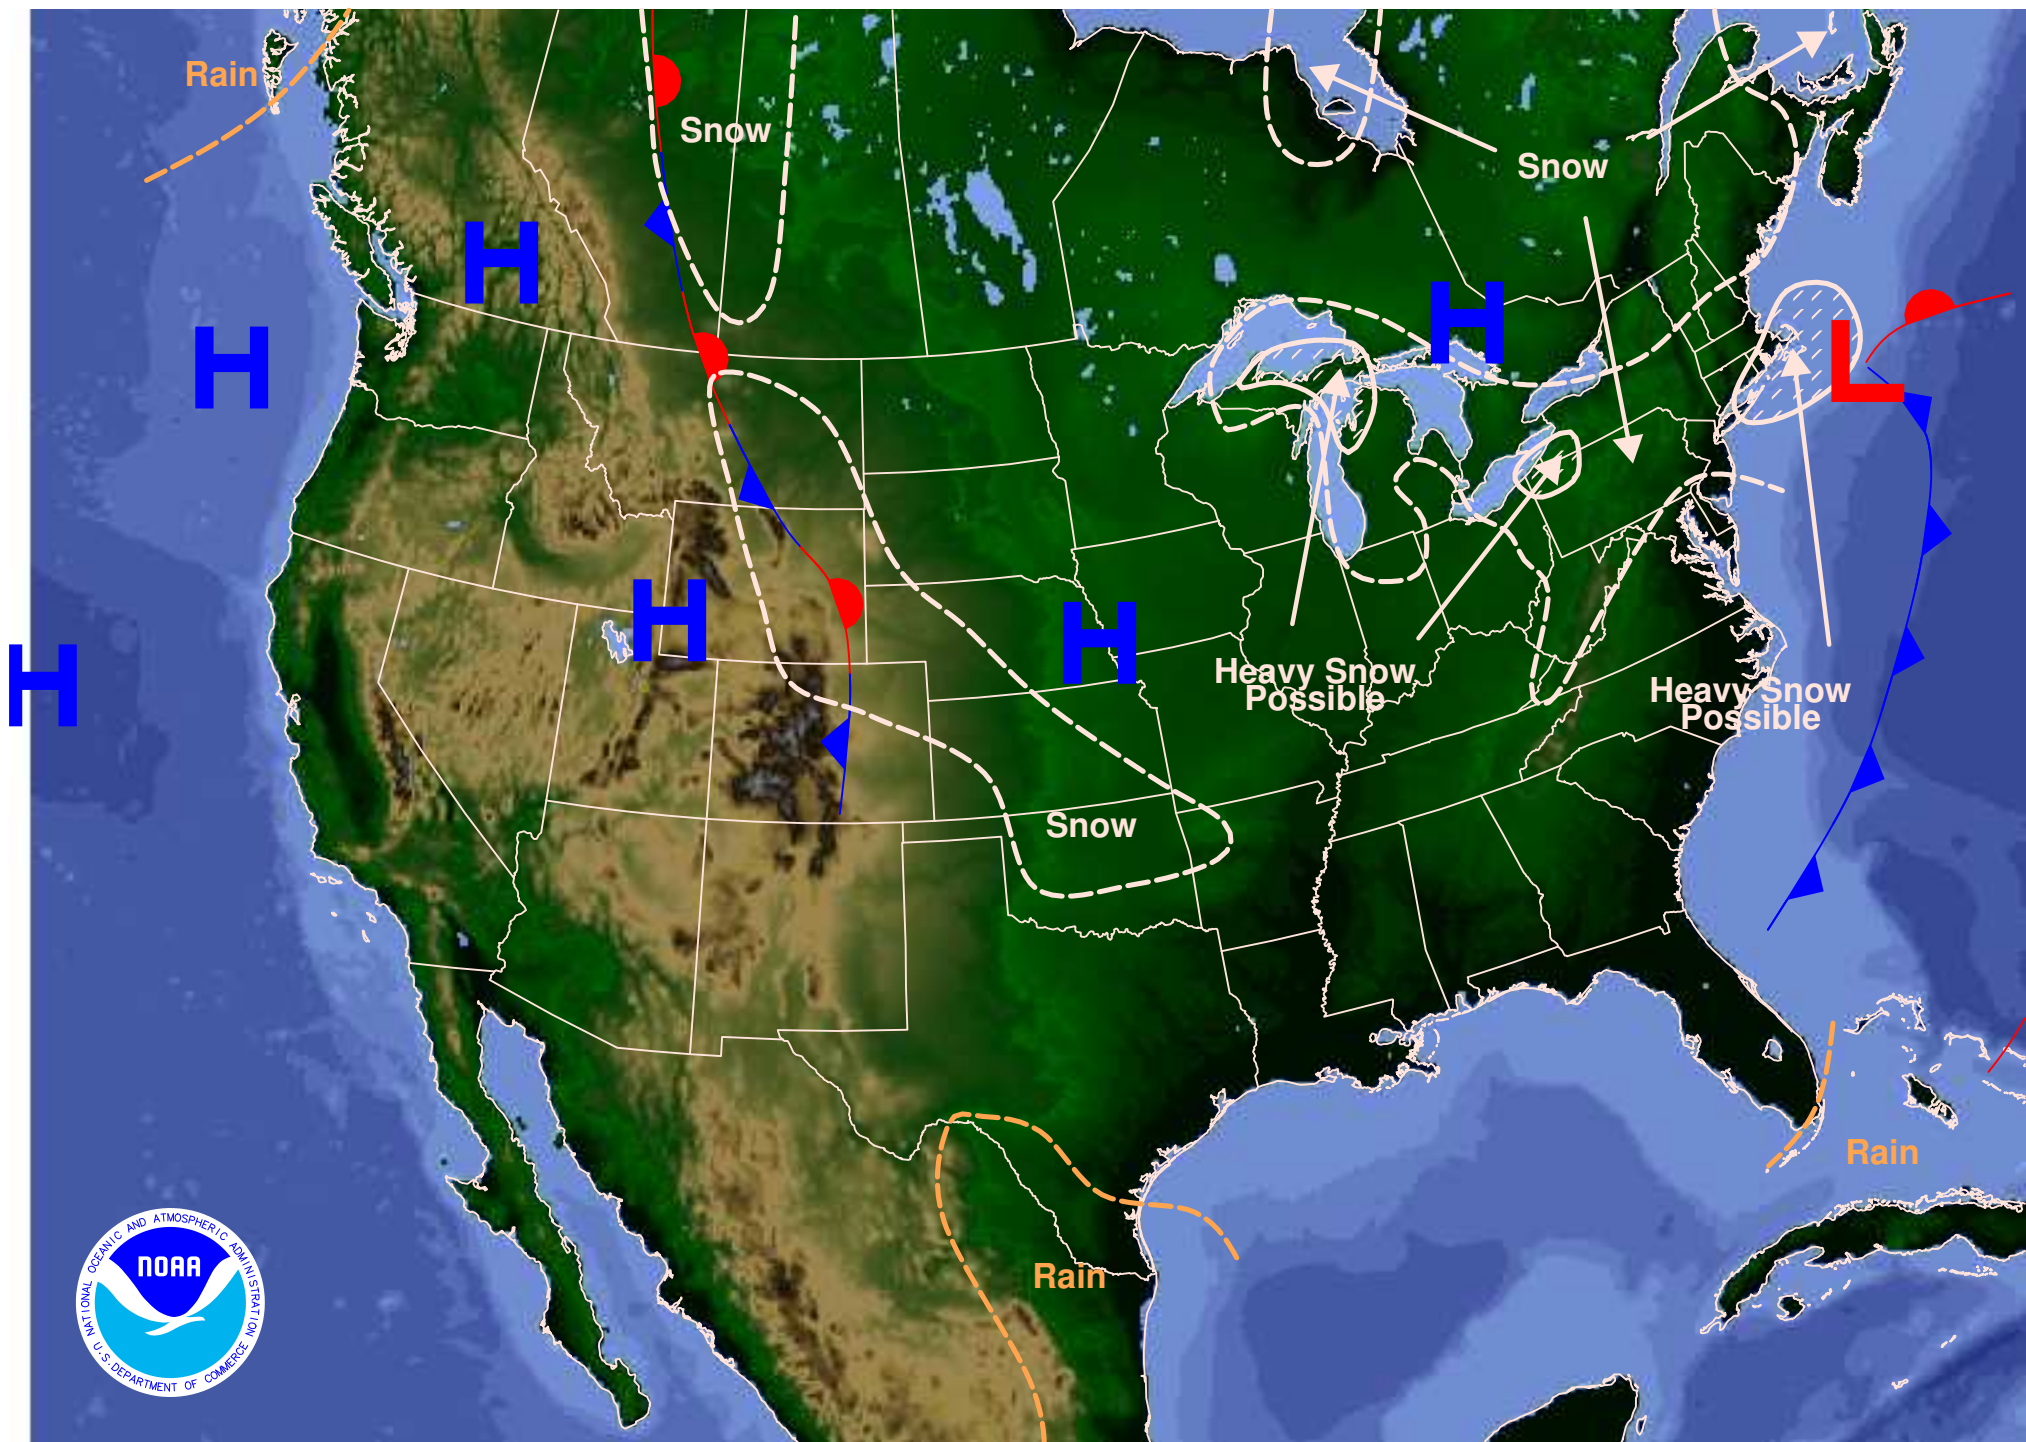 Rain
Snow
Snow
H
H
H
L
H
H
H
Heavy Snow
Possible
Heavy Snow
Possible
Snow
Rain
Rain
NATIONAL OCEANIC AND ATMOSPHERIC ADMINISTRATION
NOAA
U.S. DEPARTMENT OF COMMERCE